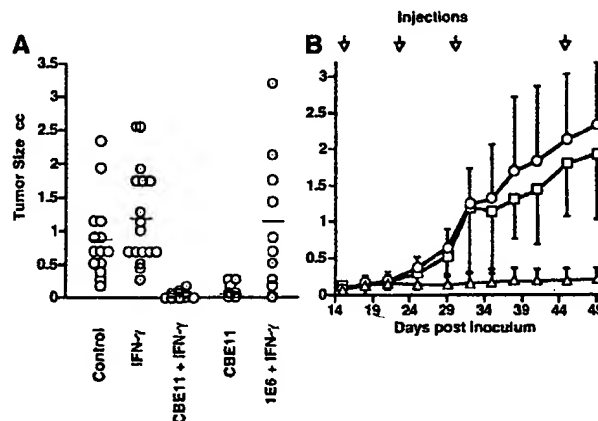 Injections
A
B
Tumor Size cc
3.5
3
2.5
2
1.5
1
0.5
0
Control
IFN-γ
CBE11 + IFN-γ
CBE11
1E6 + IFN-γ
3
2.5
2
1.5
1
0.5
0
14 19 24 29 34 39 44 49
Days post inoculum